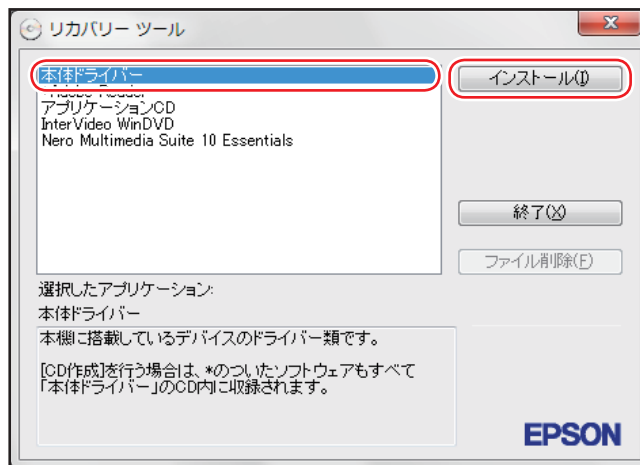 リカバリー ツール
本体ドライバー
アプリケーションCD
InterVideo WinDVD
Nero Multimedia Suite 10 Essentials
インストール(I)
終了(X)
ファイル削除(F)
選択したアプリケーション:
本体ドライバー
本機に搭載しているデバイスのドライバー類です。
[CD作成]を行う場合は、*のついたソフトウェアもすべて
「本体ドライバー」のCD内に収録されます。
EPSON